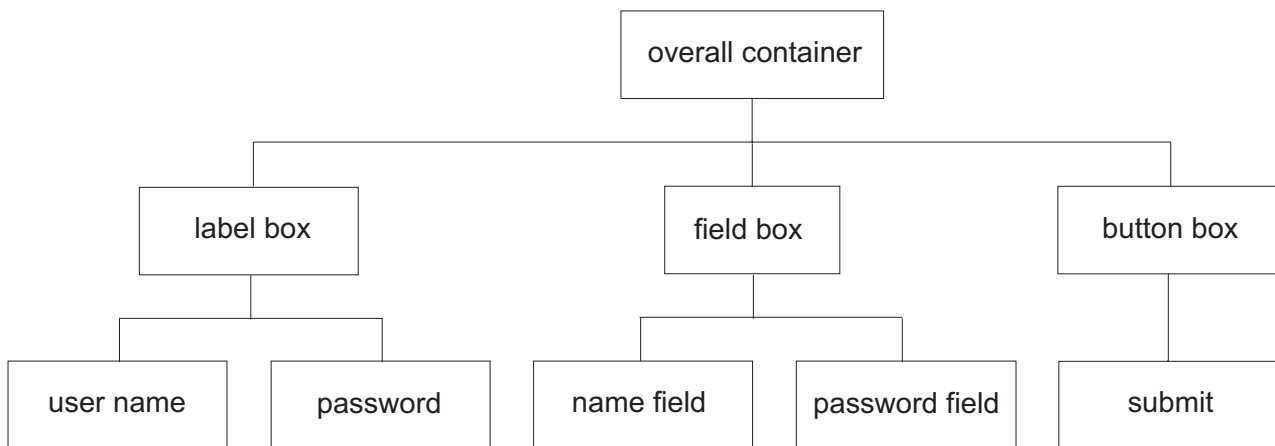 overall container
label box
field box
button box
user name
password
name field
password field
submit